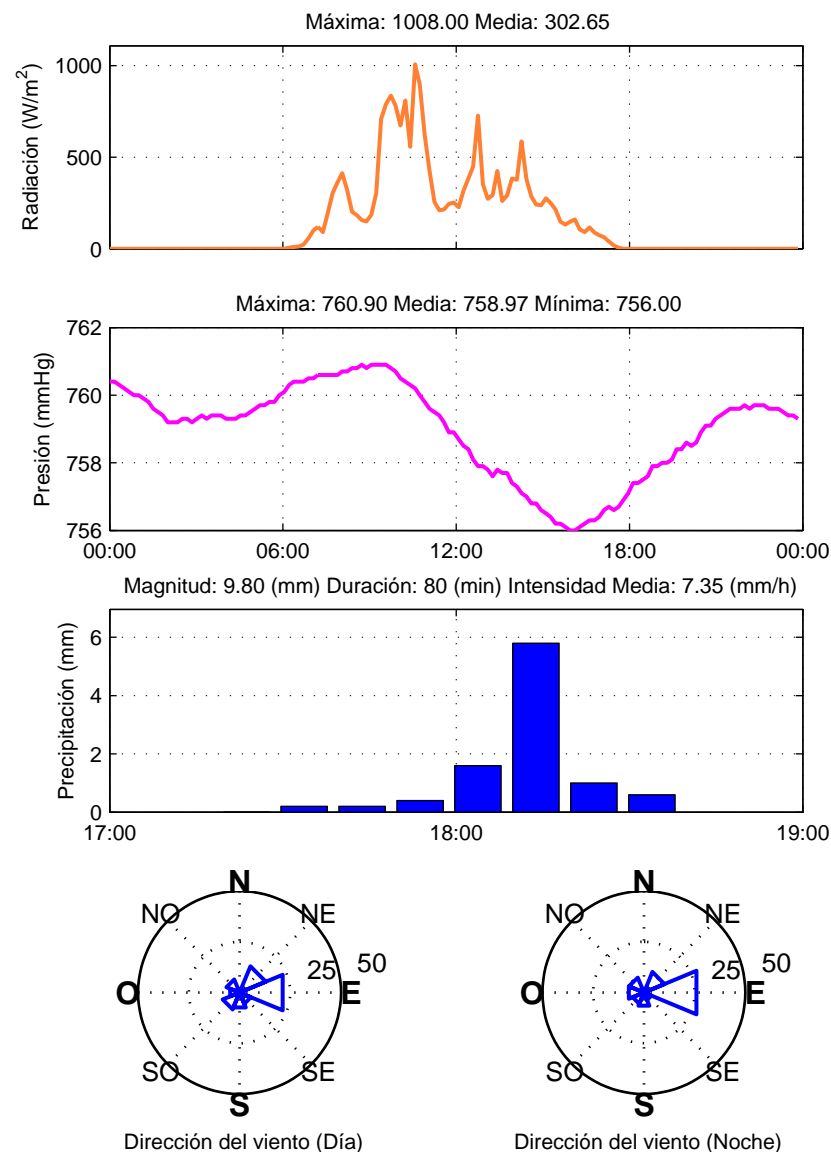 Máxima: 1008.00 Media: 302.65
Radiación (W/m²)
1000
500
0
Máxima: 760.90 Media: 758.97 Mínima: 756.00
Presión (mmHg)
762
760
758
756
00:00 06:00 12:00 18:00 00:00
Magnitud: 9.80 (mm) Duración: 80 (min) Intensidad Media: 7.35 (mm/h)
Precipitación (mm)
6
4
2
0
17:00 18:00 19:00
N
NO NE
25 50
O E
SO SE
S
Dirección del viento (Día)
N
NO NE
25 50
O E
SO SE
S
Dirección del viento (Noche)